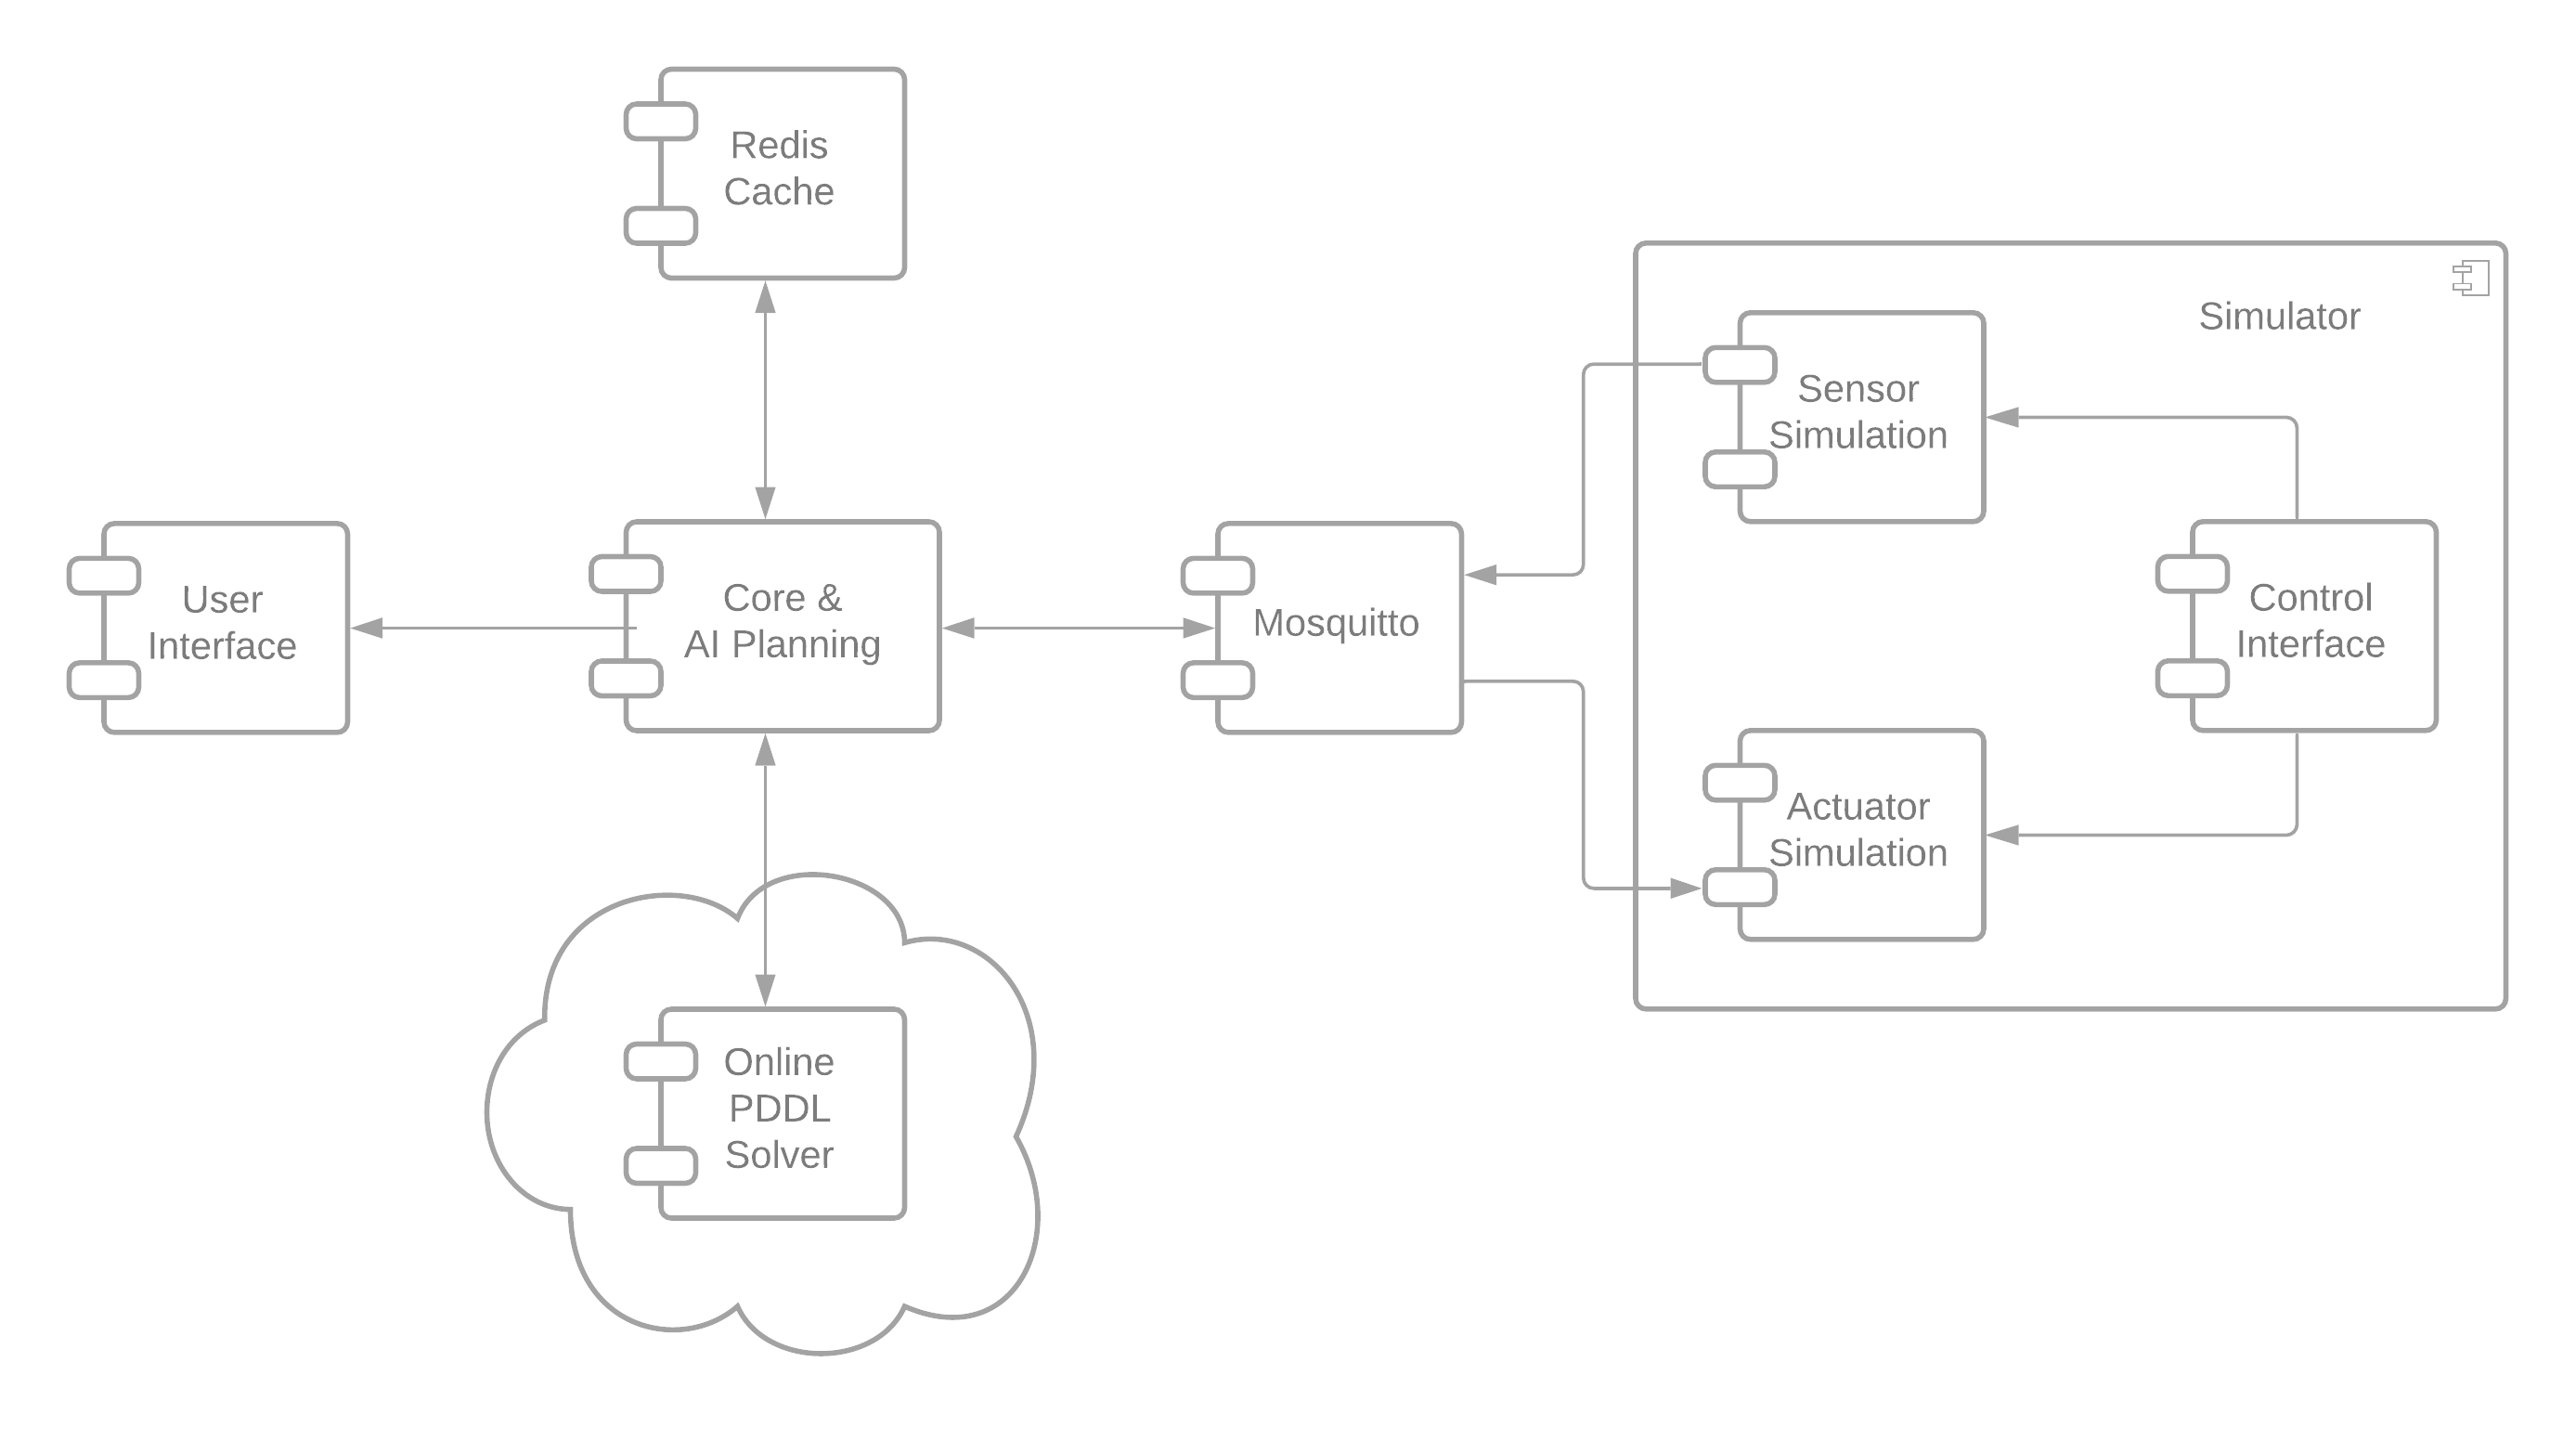 Redis
Cache
Simulator
Sensor
Simulation
User
Interface
Core &
AI Planning
Mosquitto
Control
Interface
Actuator
Simulation
Online
PDDL
Solver